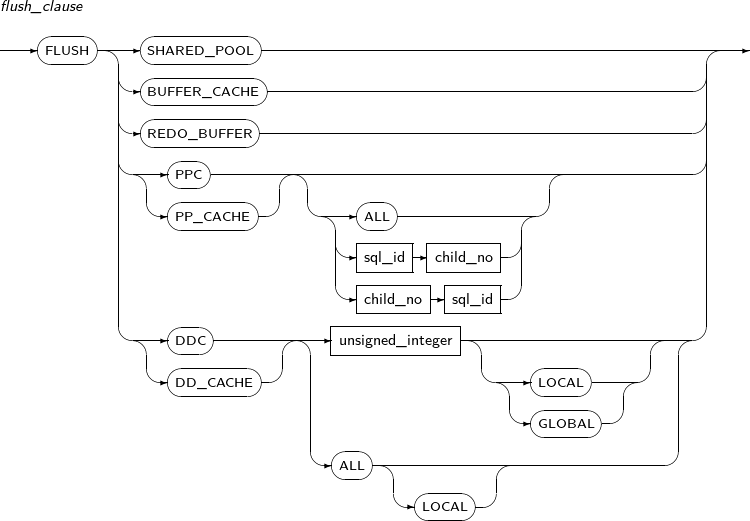 flush_clause
FLUSH SHARED_POOL
BUFFER_CACHE
REDO_BUFFER
PPC
PP_CACHE ALL
sql_id child_no
child_no sql_id
DDC unsigned_integer
DD_CACHE LOCAL
GLOBAL
ALL
LOCAL